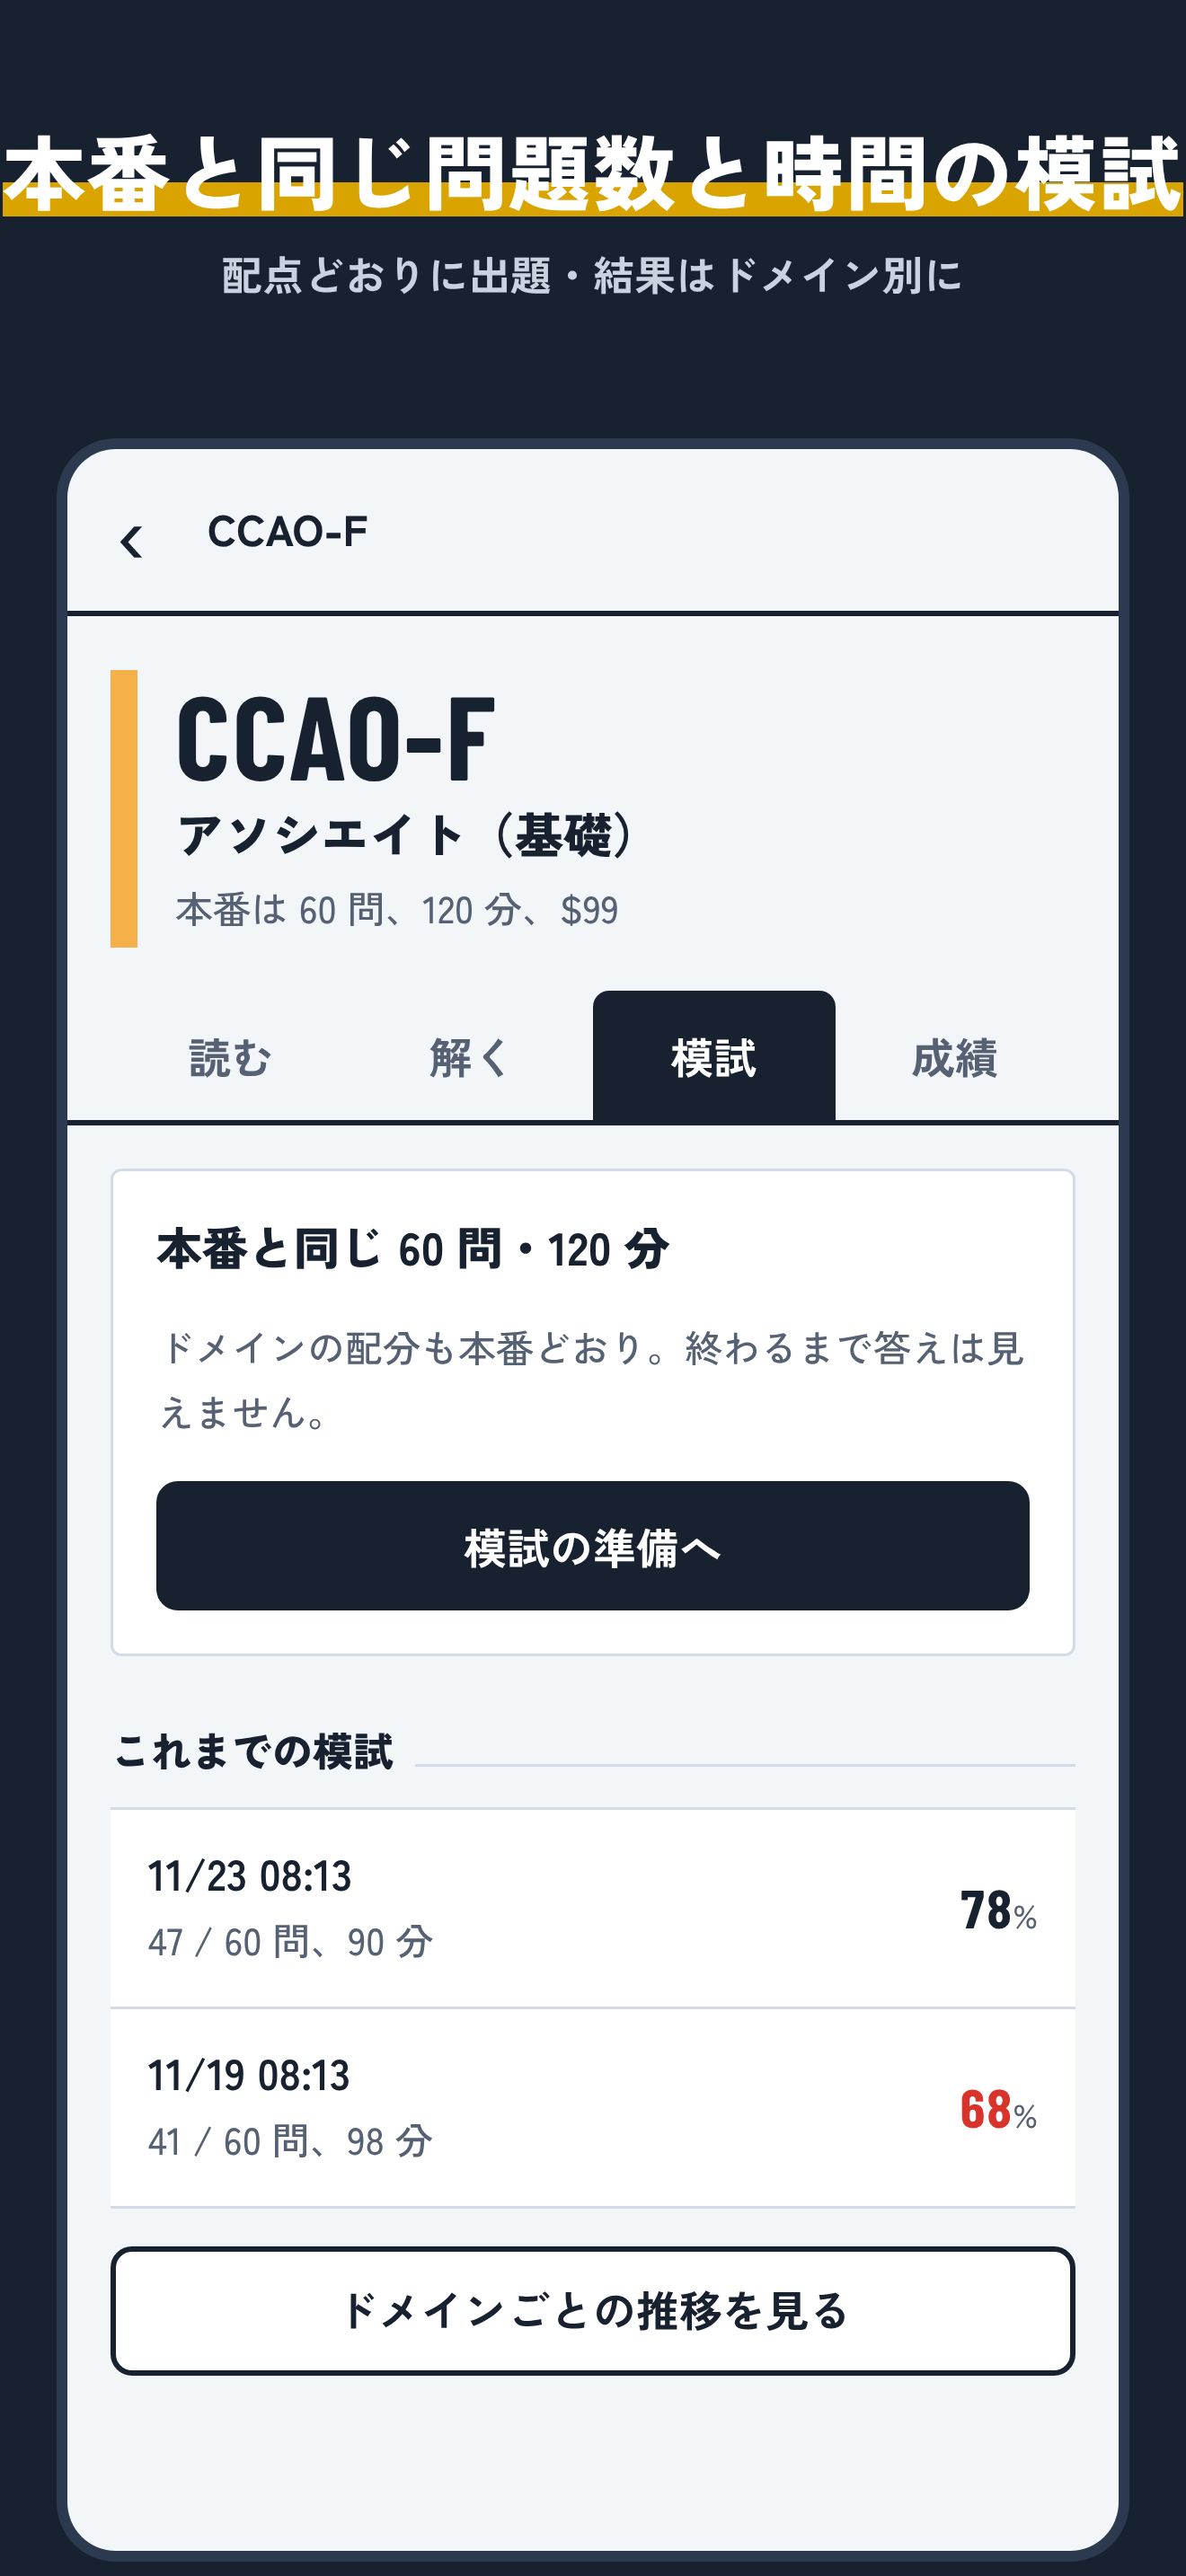 本番と同じ問題数と時間の模試
配点どおりに出題・結果はドメイン別に
‹ CCAO-F
CCAO-F
アソシエイト（基礎）
本番は 60 問、120 分、$99
読む 解く 模試 成績
本番と同じ 60 問・120 分
ドメインの配分も本番どおり。終わるまで答えは見
えません。
模試の準備へ
これまでの模試
11/23 08:13
47 / 60 問、90 分
78%
11/19 08:13
41 / 60 問、98 分
68%
ドメインごとの推移を見る